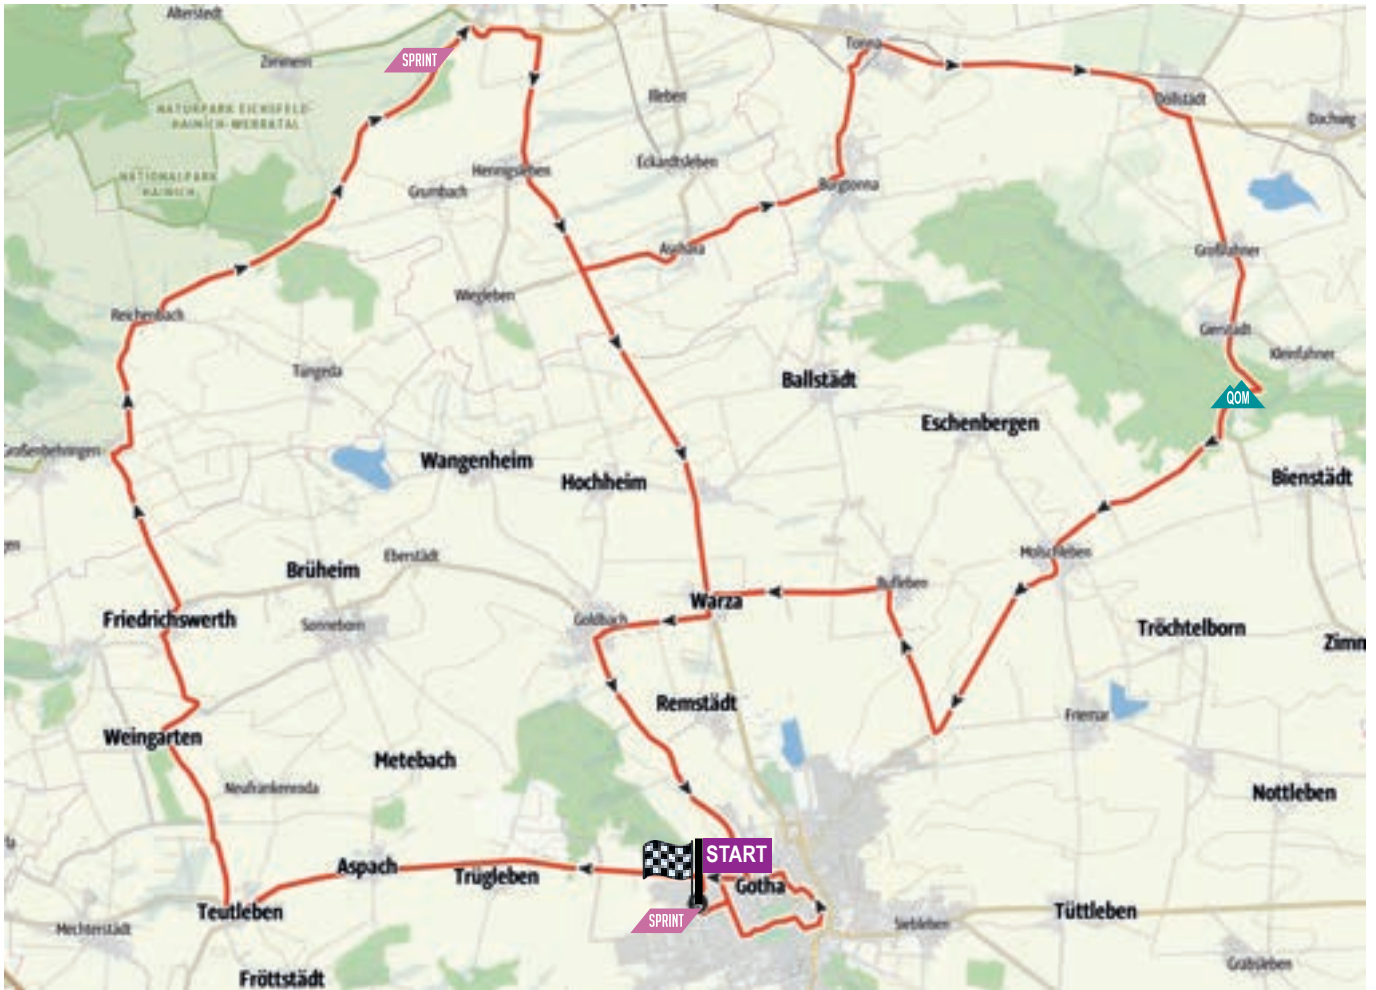 Alterstedt
SPRINT
Zimmern
Tonna
NATURPARK EICHSFELD-
HAINICH-WERRATAL
Illeben
Döllstädt
Dachwig
NATIONALPARK
HAINICH
Henningsleben
Eckardtsleben
Grumbach
Burgtonna
Aschara
Großfahner
Wiegleben
Reichenbach
Gierstädt
Kleinfahner
Tüngeda
Ballstädt
QOM
Eschenbergen
Großenbehringen
Wangenheim
Hochheim
Bienstädt
Eberstädt
Molschleben
Brüheim
Bufleben
Warza
Friedrichswerth
Sonneborn
Goldbach
Tröchtelborn
Zimm
Remstädt
Friemar
Weingarten
Metebach
Neufrankenroda
Nottleben
START
Aspach
Trügleben
Gotha
Teutleben
SPRINT
Siebleben
Tüttleben
Mechterstädt
Fröttstädt
Grabsleben